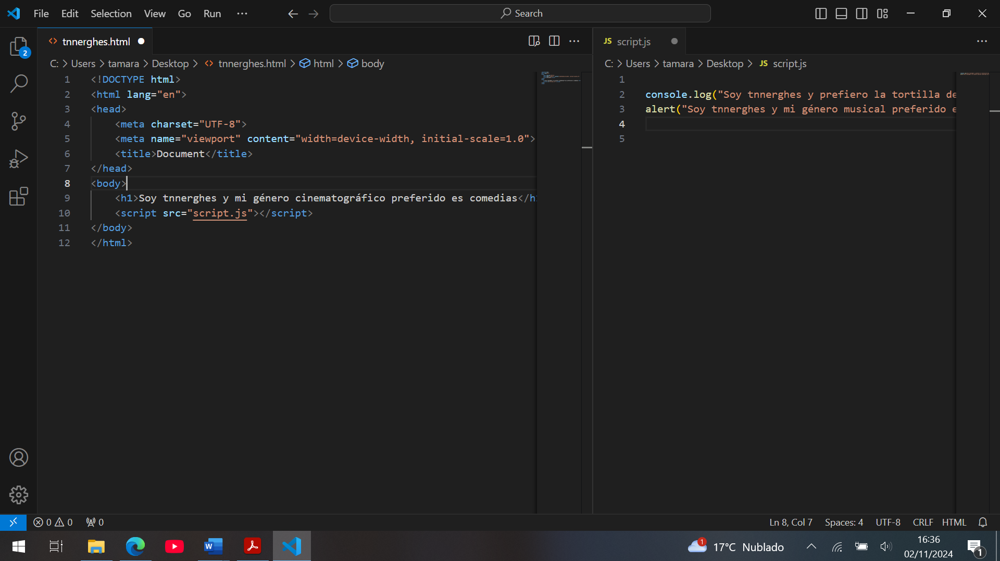 File Edit Selection View Go Run ··· Search
2
tnnerghes.html
C: > Users > tamara > Desktop > tnnerghes.html > html > body
1 <!DOCTYPE html>
2 <html lang="en">
3 <head>
4 <meta charset="UTF-8">
5 <meta name="viewport" content="width=device-width, initial-scale=1.0">
6 <title>Document</title>
7 </head>
8 <body>
9 <h1>Soy tnnerghes y mi género cinematográfico preferido es comedias</h1
10 <script src="script.js"></script>
11 </body>
12 </html>
JS script.js
C: > Users > tamara > Desktop > JS script.js
1
2 console.log("Soy tnnerghes y prefiero la tortilla de
3 alert("Soy tnnerghes y mi género musical preferido e
4
5
0 0 0 Ln 8, Col 7 Spaces: 4 UTF-8 CRLF HTML
W 1 17°C Nublado 16:36 1
02/11/2024